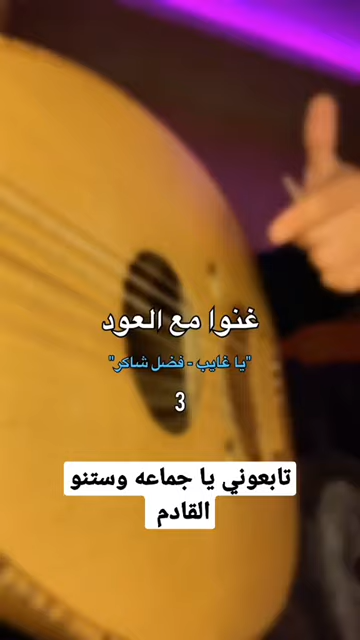 غنوا مع العود
"يا غايب - فضل شاكر"
3
تابعوني يا جماعه وستنو
القادم